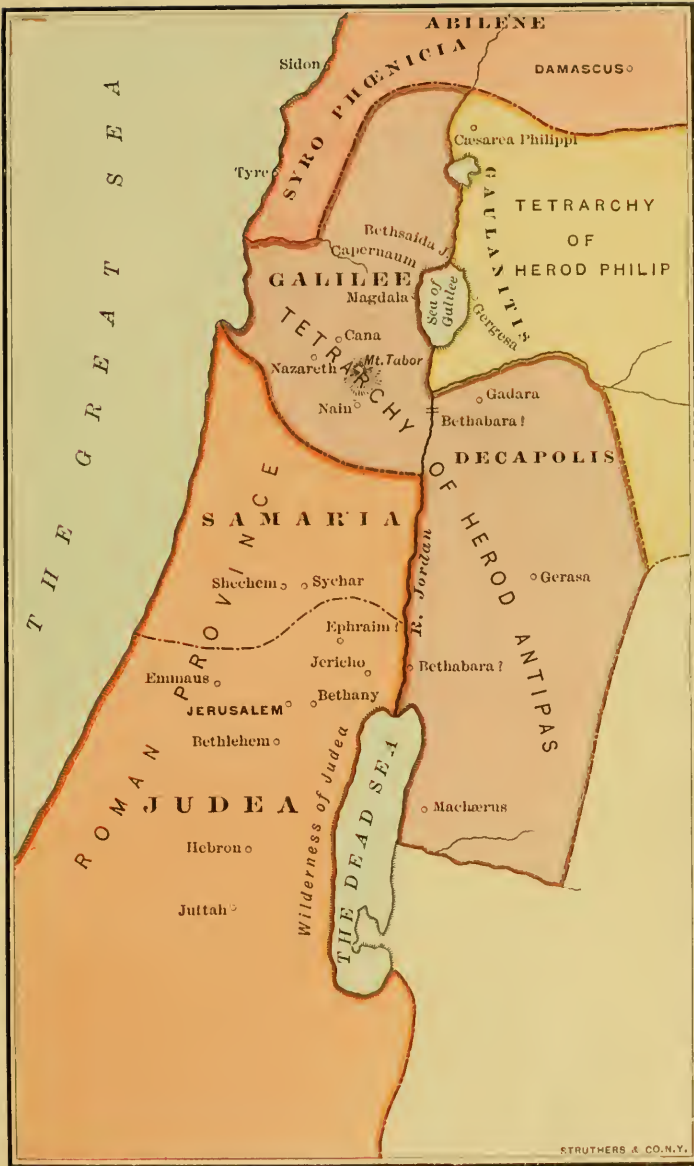 ABILENE
Sidon
DAMASCUS
SYRO PHŒNICIA
Cæsarea Philippi
Tyre
GAULANITIS
TETRARCHY
OF
HEROD PHILIP
THE GREAT SEA
Bethsaida J.
Capernaum
GALILEE
Magdala
Sea of
Galilee
Gergesa
Cana
Nazareth
Mt. Tabor
Nain
TETRARCHY OF HEROD ANTIPAS
Gadara
Bethabara?
DECAPOLIS
SAMARIA
R. Jordan
Shechem
Sychar
Gerasa
Ephraim?
Jericho
Bethabara?
Emmaus
JERUSALEM
Bethany
Bethlehem
ROMAN PROVINCE
JUDEA
Wilderness of Judea
THE DEAD SEA
Machærus
Hebron
Juttah
STRUTHERS & CO. N.Y.